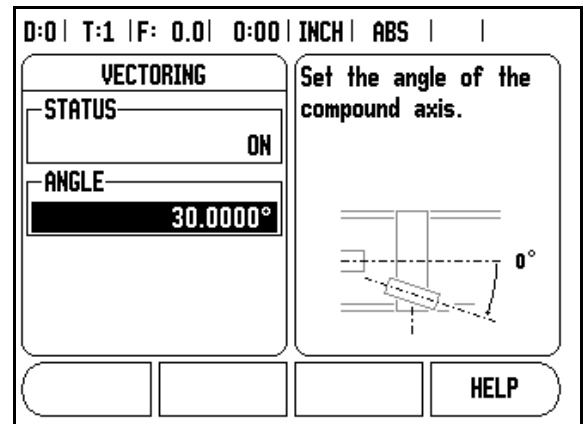 D:0 | T:1 | F: 0.0 | 0:00 | INCH | ABS | |
VECTORING
STATUS
ON
ANGLE
30.0000°
Set the angle of the
compound axis.
0°
HELP